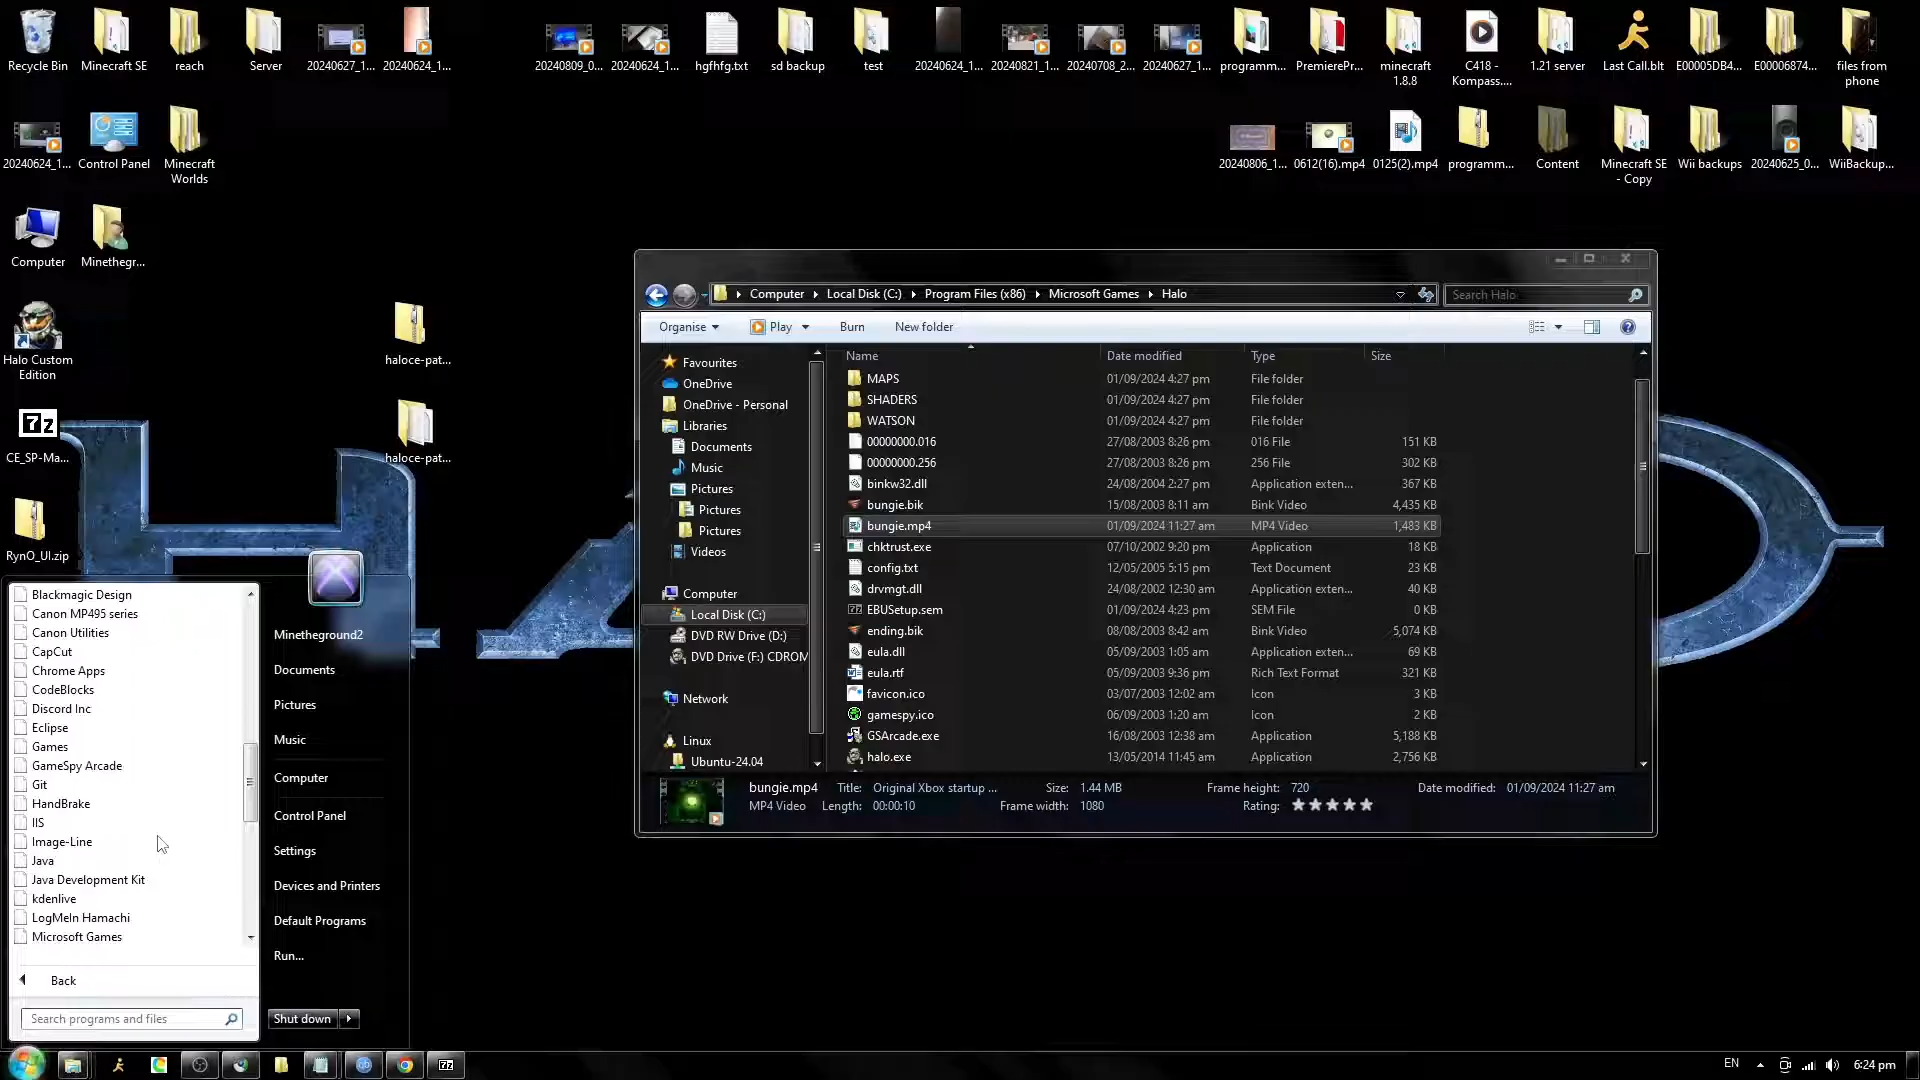 Recycle Bin
Minecraft SE
reach
Server
20240627_1...
20240624_1...
20240809_0...
20240624_1...
hgfhfg.txt
sd backup
test
20240624_1...
20240821_1...
20240708_2...
20240627_1...
programm...
PremierePr...
minecraft
1.8.8
C418 -
Kompass....
1.21 server
Last Call.blt
E00005DB4...
E00006874...
files from
phone
20240624_1...
Control Panel
Minecraft
Worlds
20240806_1...
0612(16).mp4
0125(2).mp4
programm...
Content
Minecraft SE
- Copy
Wii backups
20240625_0...
WiiBackup...
Computer
Minethegr...
Halo Custom
Edition
haloce-pat...
7z
CE_SP-Ma...
haloce-pat...
RynO_UI.zip
Computer
Local Disk (C:)
Program Files (x86)
Microsoft Games
Halo
Search Halo
Organise
Play
Burn
New folder
Favourites
OneDrive
OneDrive - Personal
Libraries
Documents
Music
Pictures
Pictures
Pictures
Videos
Computer
Local Disk (C:)
DVD RW Drive (D:)
DVD Drive (F:) CDROM
Network
Linux
Ubuntu-24.04
Name Date modified Type Size
MAPS 01/09/2024 4:27 pm File folder
SHADERS 01/09/2024 4:27 pm File folder
WATSON 01/09/2024 4:27 pm File folder
00000000.016 27/08/2003 8:26 pm 016 File 151 KB
00000000.256 27/08/2003 8:26 pm 256 File 302 KB
binkw32.dll 24/08/2004 2:27 pm Application exten... 367 KB
bungie.bik 15/08/2003 8:11 am Bink Video 4,435 KB
bungie.mp4 01/09/2024 11:27 am MP4 Video 1,483 KB
chktrust.exe 07/10/2002 9:20 pm Application 18 KB
config.txt 12/05/2005 5:15 pm Text Document 23 KB
drvmgt.dll 24/08/2002 12:30 am Application exten... 40 KB
EBUSetup.sem 01/09/2024 4:23 pm SEM File 0 KB
ending.bik 08/08/2003 8:42 am Bink Video 5,074 KB
eula.dll 05/09/2003 1:05 am Application exten... 69 KB
eula.rtf 05/09/2003 9:36 pm Rich Text Format 321 KB
favicon.ico 03/07/2003 12:02 am Icon 3 KB
gamespy.ico 06/09/2003 1:20 am Icon 2 KB
GSArcade.exe 16/08/2003 12:38 am Application 5,188 KB
halo.exe 13/05/2014 11:45 am Application 2,756 KB
bungie.mp4 Title: Original Xbox startup ... Size: 1.44 MB Frame height: 720 Date modified: 01/09/2024 11:27 am
MP4 Video Length: 00:00:10 Frame width: 1080 Rating:
Blackmagic Design
Canon MP495 series
Canon Utilities
CapCut
Chrome Apps
CodeBlocks
Discord Inc
Eclipse
Games
GameSpy Arcade
Git
HandBrake
IIS
Image-Line
Java
Java Development Kit
kdenlive
LogMeIn Hamachi
Microsoft Games
Back
Search programs and files
Minetheground2
Documents
Pictures
Music
Computer
Control Panel
Settings
Devices and Printers
Default Programs
Run...
Shut down
qb
7z
EN
6:24 pm